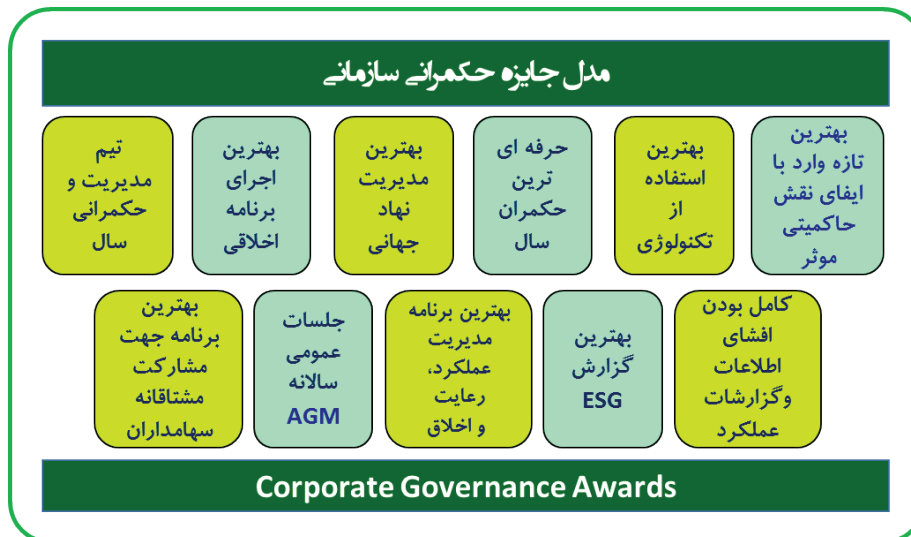 مدل جایزه حکمرانی سازمانی
بهترین
تازه وارد با
ایفای نقش
حاکمیتی
موثر
بهترین
استفاده
از
تکنولوژی
حرفه ای
ترین
حکمران
سال
بهترین
مدیریت
نهاد
جهانی
بهترین
اجرای
برنامه
اخلاقی
تیم
مدیریت و
حکمرانی
سال
کامل بودن
افشای
اطلاعات
وگزارشات
عملکرد
بهترین
گزارش
ESG
بهترین برنامه
مدیریت
عملکرد،
رعایت
و اخلاق
جلسات
عمومی
سالانه
AGM
بهترین
برنامه جهت
مشارکت
مشتاقانه
سهامداران
Corporate Governance Awards